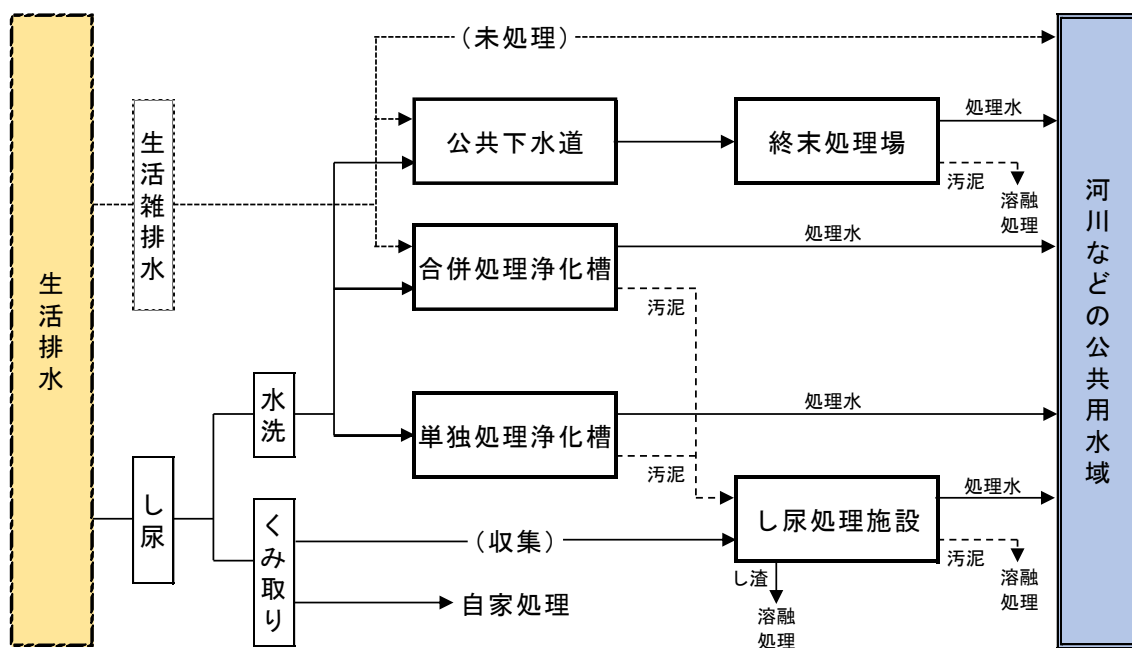 生活排水
生活雑排水
し尿
水洗
くみ取り
(未処理)
公共下水道
終末処理場
処理水
汚泥
溶融
処理
合併処理浄化槽
処理水
汚泥
単独処理浄化槽
処理水
汚泥
(収集)
し尿処理施設
処理水
汚泥
溶融
処理
し渣
溶融
処理
自家処理
河川などの公共用水域